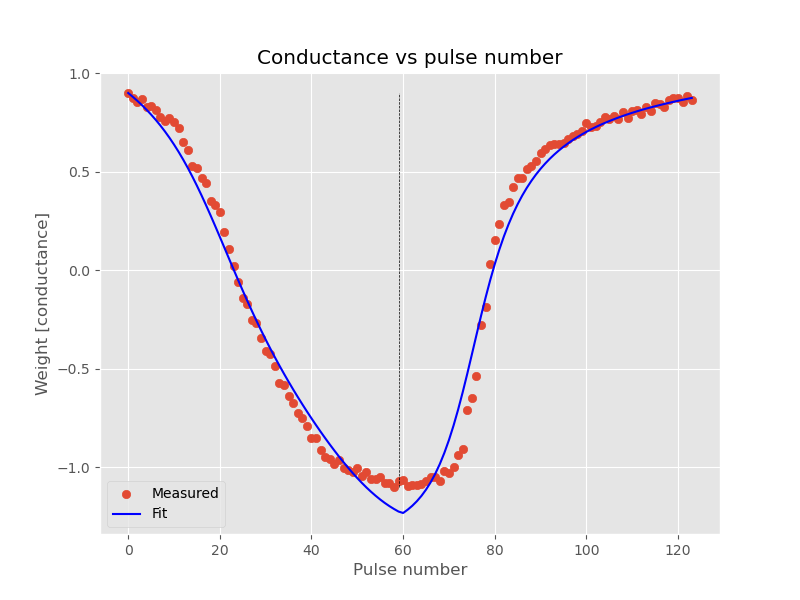 Conductance vs pulse number
Weight [conductance]
1.0
0.5
0.0
−0.5
−1.0
Measured
Fit
0 20 40 60 80 100 120
Pulse number